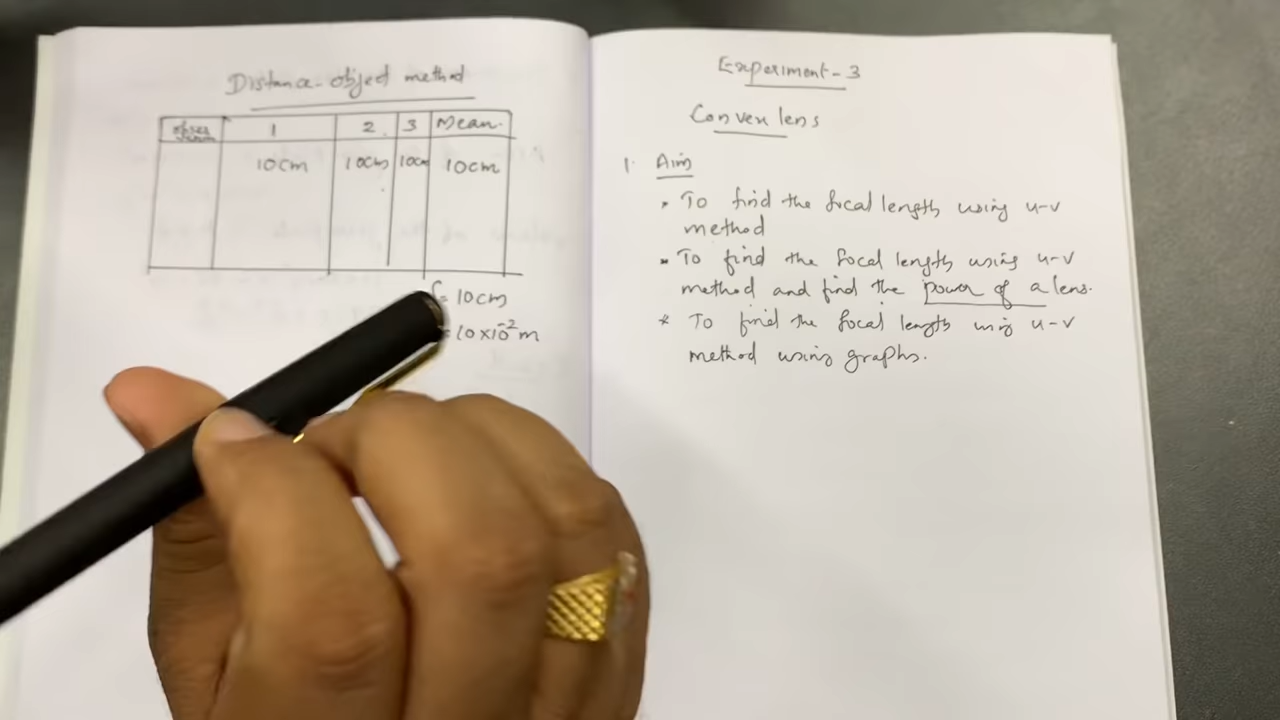 Distance-object method
1 2 3 Mean
10cm 10cm 10cm 10cm
f = 10cm
= 10×10⁻² m
Experiment-3
Convex lens
1. Aim
* To find the focal length using u-v
method
* To find the focal length using u-v
method and find the power of a lens.
* To find the focal length using u-v
method using graphs.